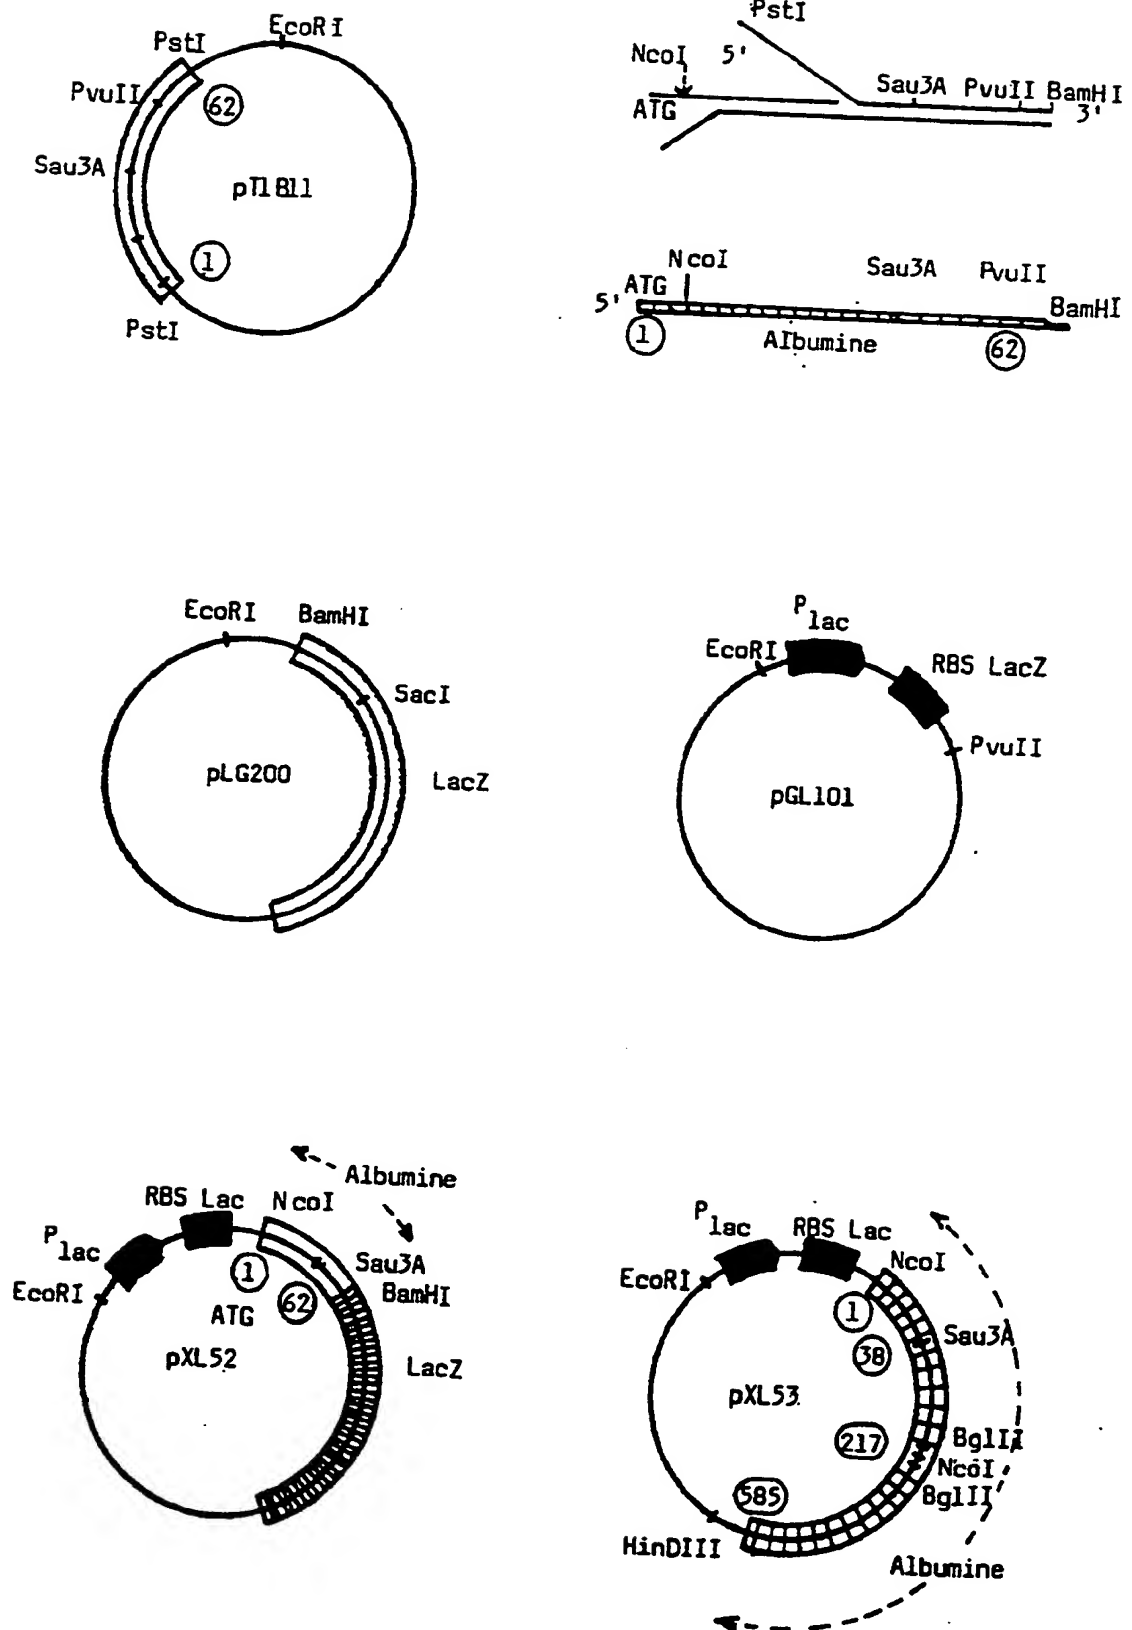 EcoRI
PstI
PvuII
62
Sau3A
pT1B11
1
PstI
PstI
NcoI
5'
Sau3A
PvuII
BamHI
ATG
3'
NcoI
Sau3A
PvuII
ATG
5'
BamHI
1
Albumine
62
EcoRI
BamHI
SacI
pLG200
LacZ
P lac
EcoRI
RBS LacZ
PvuII
pGL101
Albumine
RBS Lac
NcoI
P lac
Sau3A
EcoRI
1
62
BamHI
ATG
pXL52
LacZ
P lac
RBS Lac
NcoI
EcoRI
1
Sau3A
38
pXL53
217
BglII
NcoI
BglII
585
HinDIII
Albumine